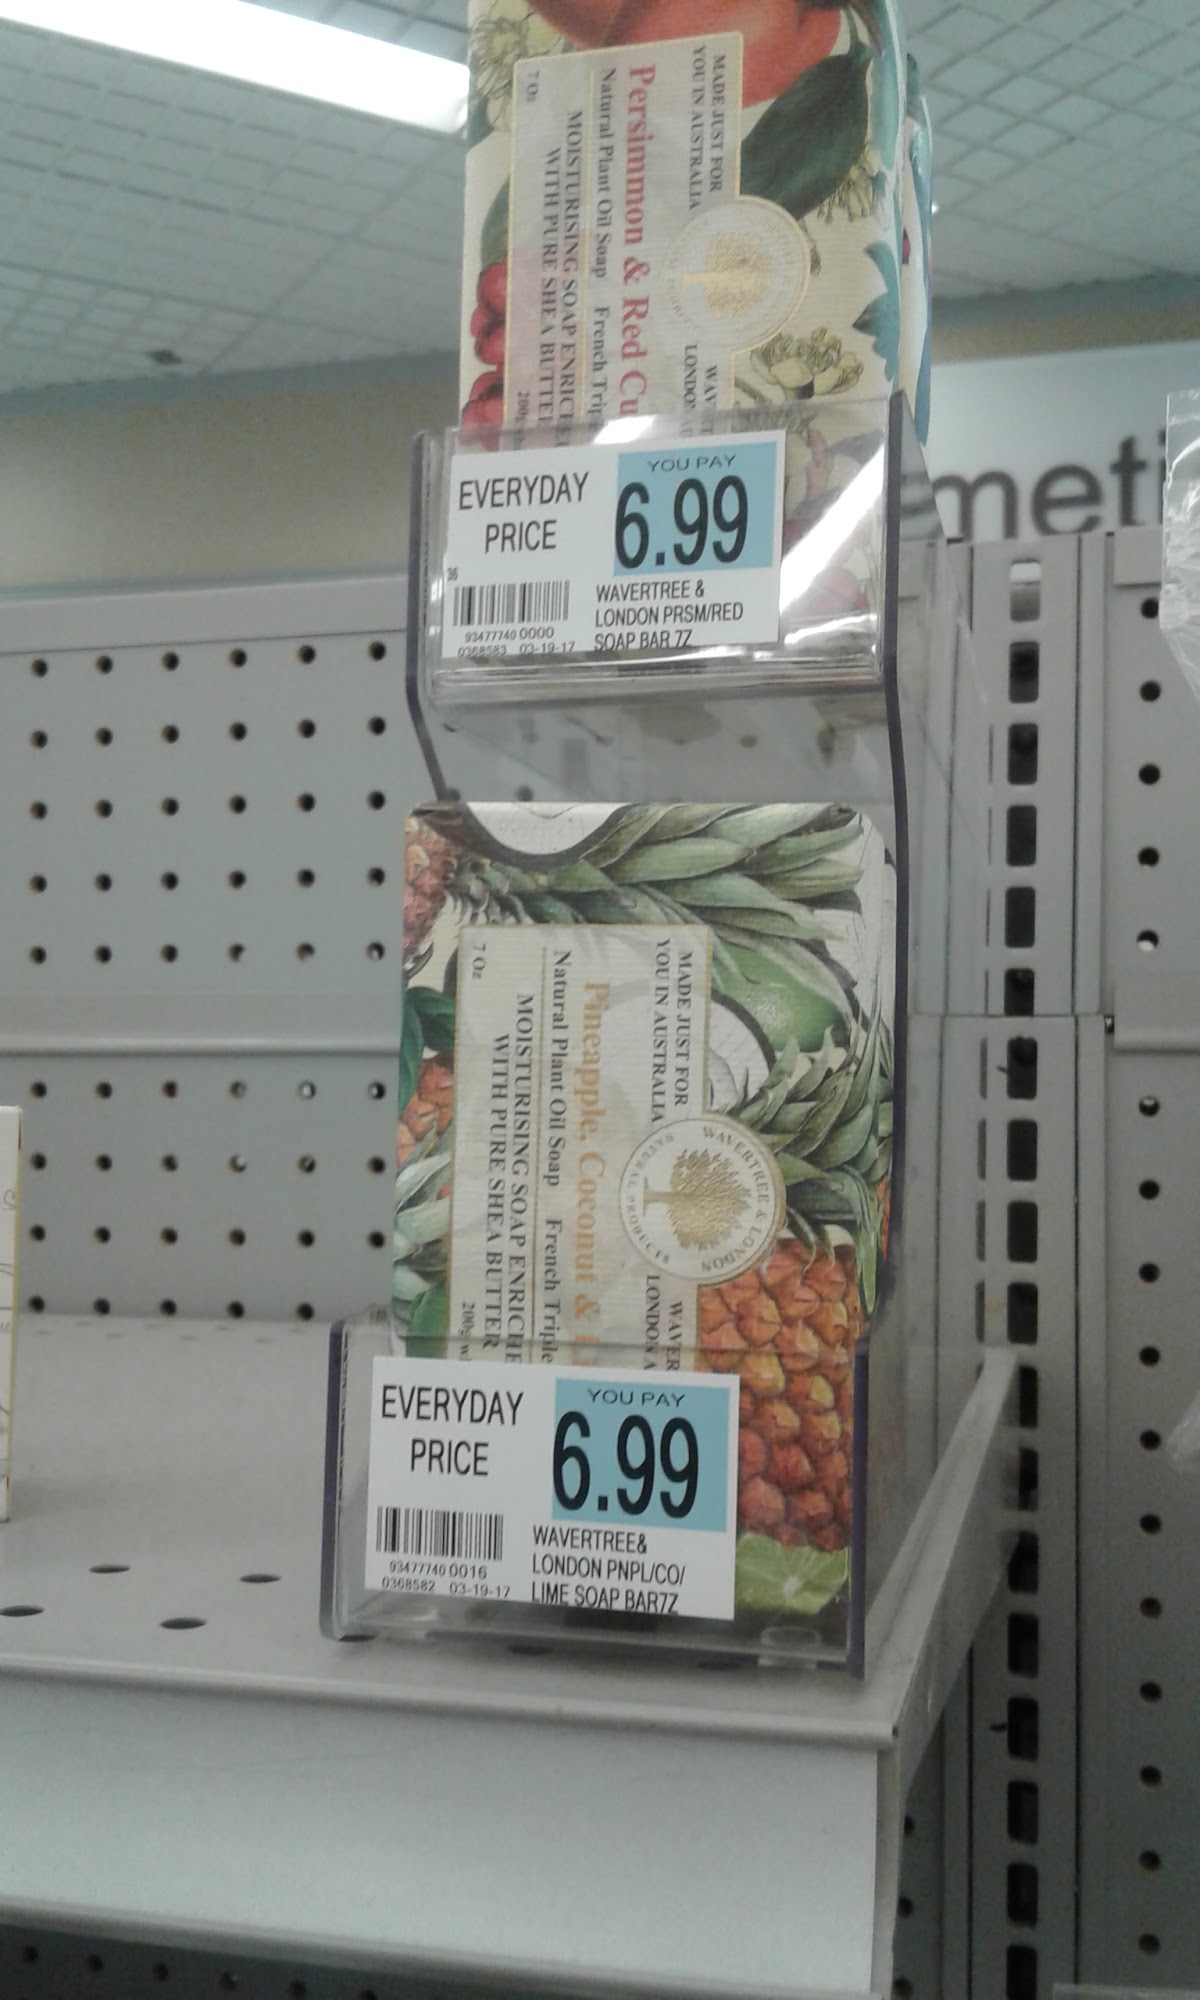 MADE JUST FOR
YOU IN AUSTRALIA
Persimmon & Red
Natural Plant Oil Soap French
MOISTURISING SOAP
WITH PURE SHEA BUTTER
7 Oz
meti
EVERYDAY
PRICE
YOU PAY
6.99
36
93477740 0000
0368583 03-19-17
WAVERTREE &
LONDON PRSM/RED
SOAP BAR 7Z
MADE JUST FOR
YOU IN AUSTRALIA
WAVERTREE & LONDON
NATURAL PRODUCTS
Pineapple, Coconut &
Natural Plant Oil Soap French Triple
MOISTURISING SOAP ENRICHE
WITH PURE SHEA BUTTER
7 Oz 200g
EVERYDAY
PRICE
YOU PAY
6.99
93477740 0016
0368582 03-19-17
WAVERTREE&
LONDON PNPL/CO/
LIME SOAP BAR7Z